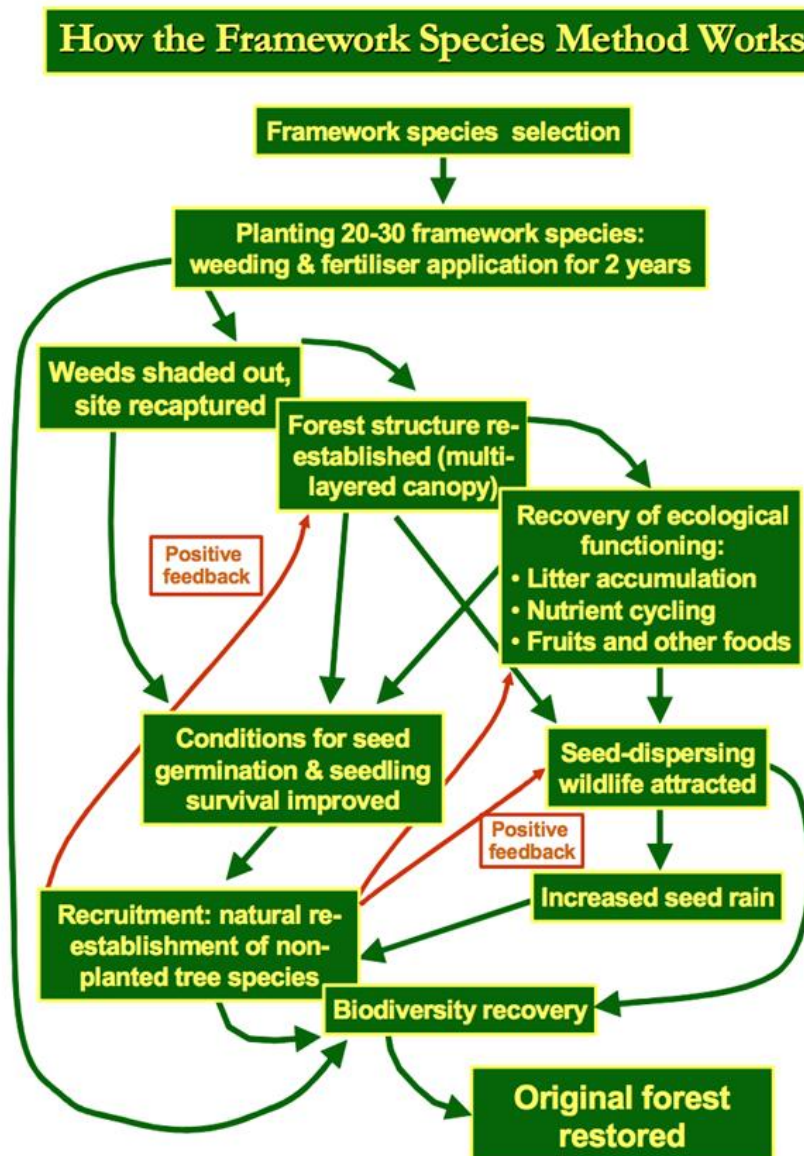 How the Framework Species Method Works
Framework species selection
Planting 20-30 framework species:
weeding & fertiliser application for 2 years
Weeds shaded out,
site recaptured
Forest structure re-
established (multi-
layered canopy)
Recovery of ecological
functioning:
• Litter accumulation
• Nutrient cycling
• Fruits and other foods
Positive
feedback
Conditions for seed
germination & seedling
survival improved
Seed-dispersing
wildlife attracted
Positive
feedback
Increased seed rain
Recruitment: natural re-
establishment of non-
planted tree species
Biodiversity recovery
Original forest
restored